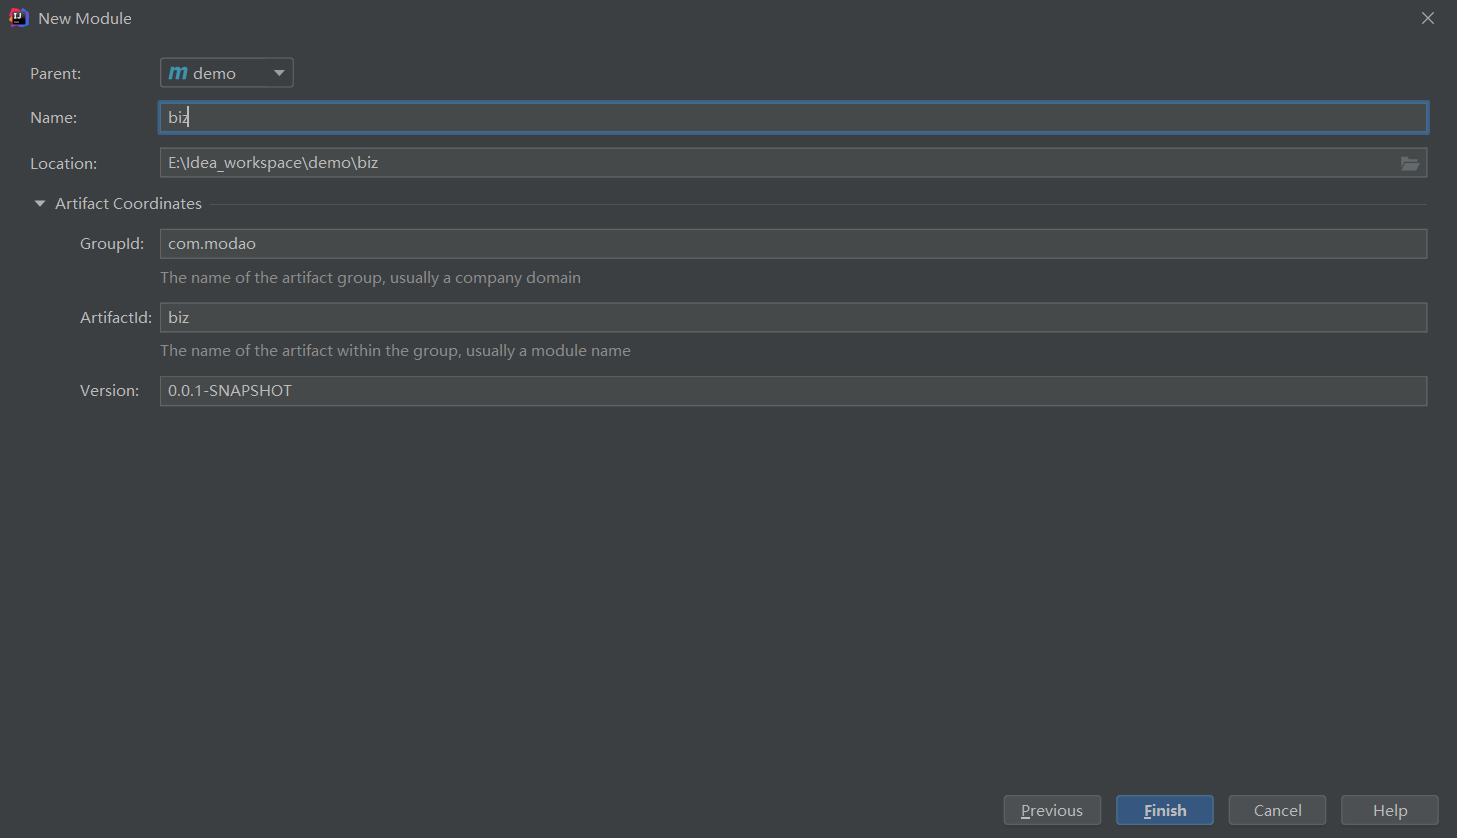 New Module
Parent: demo
Name: biz
Location: E:\Idea_workspace\demo\biz
Artifact Coordinates
GroupId: com.modao
The name of the artifact group, usually a company domain
ArtifactId: biz
The name of the artifact within the group, usually a module name
Version: 0.0.1-SNAPSHOT
Previous Finish Cancel Help